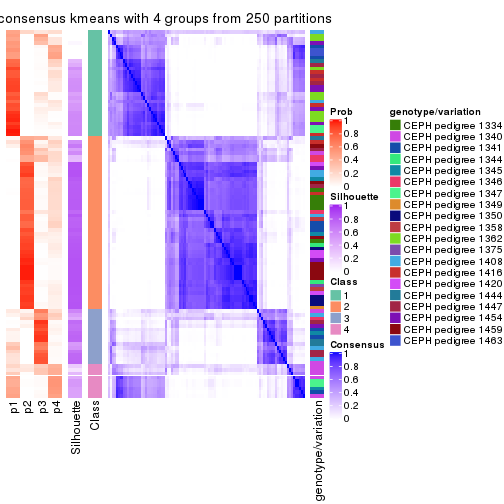 consensus kmeans with 4 groups from 250 partitions
Prob
1
0.8
0.6
0.4
0.2
0
Silhouette
1
0.8
0.6
0.4
0.2
0
Class
1
2
3
4
Consensus
1
0.8
0.6
0.4
0.2
0
genotype/variation
CEPH pedigree 1334
CEPH pedigree 1340
CEPH pedigree 1341
CEPH pedigree 1344
CEPH pedigree 1345
CEPH pedigree 1346
CEPH pedigree 1347
CEPH pedigree 1349
CEPH pedigree 1350
CEPH pedigree 1358
CEPH pedigree 1362
CEPH pedigree 1375
CEPH pedigree 1408
CEPH pedigree 1416
CEPH pedigree 1420
CEPH pedigree 1444
CEPH pedigree 1447
CEPH pedigree 1454
CEPH pedigree 1459
CEPH pedigree 1463
p1
p2
p3
p4
Silhouette
Class
genotype/variation